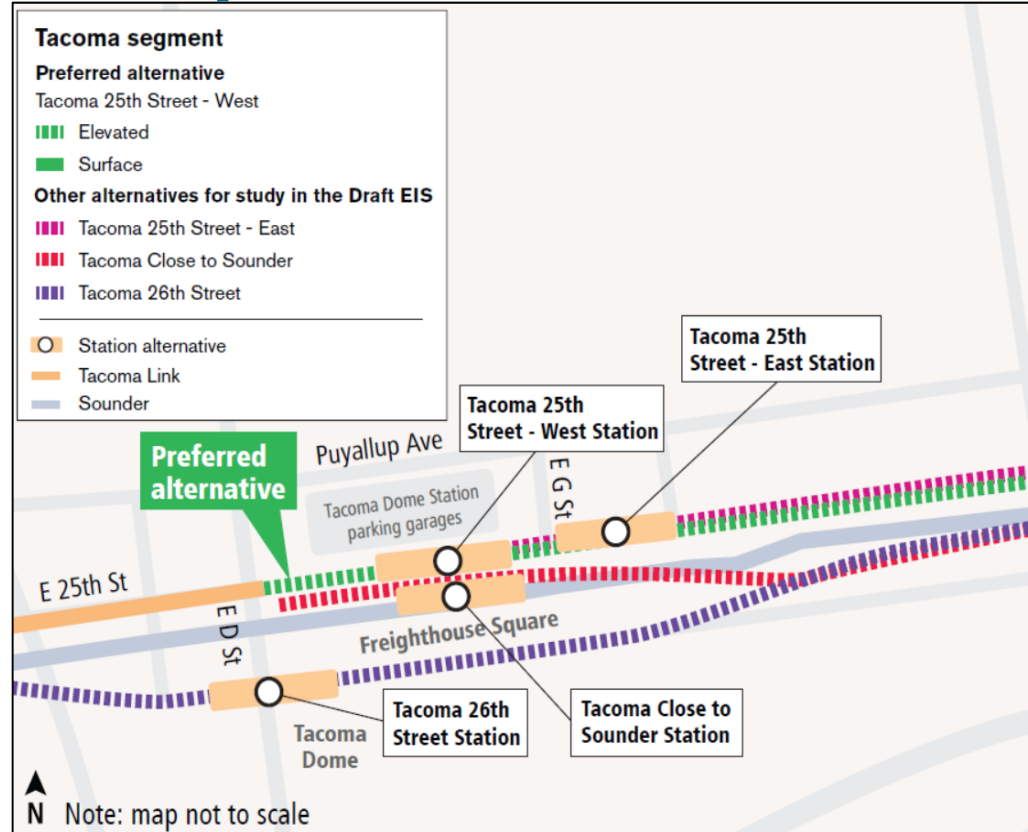 Tacoma segment
Preferred alternative
Tacoma 25th Street - West
Elevated
Surface
Other alternatives for study in the Draft EIS
Tacoma 25th Street - East
Tacoma Close to Sounder
Tacoma 26th Street
Station alternative
Tacoma Link
Sounder
Tacoma 25th
Street - East Station
Tacoma 25th
Street - West Station
Puyallup Ave
Preferred
alternative
Tacoma Dome Station
parking garages
E G St
E 25th St
E D St
Freighthouse Square
Tacoma 26th
Street Station
Tacoma Close to
Sounder Station
Tacoma
Dome
N Note: map not to scale